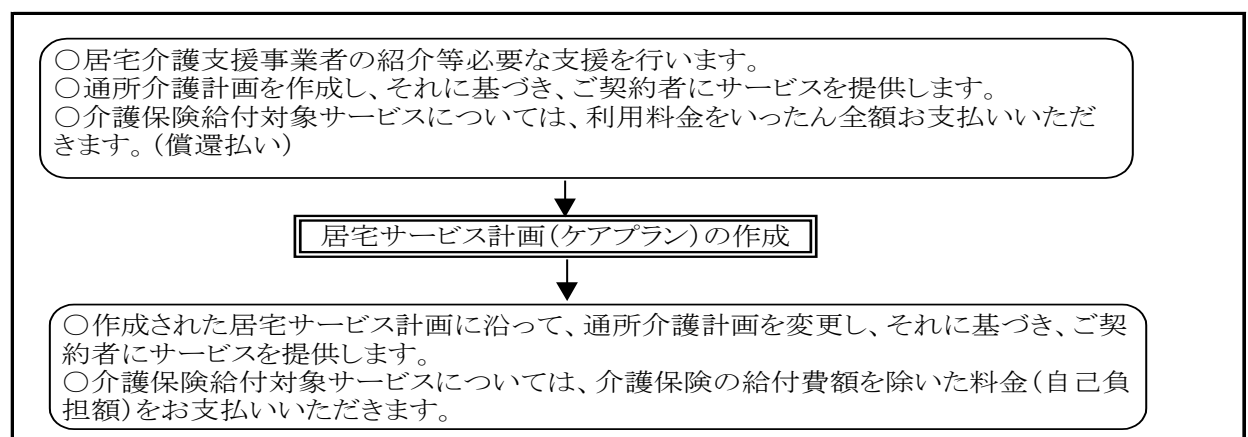 ○居宅介護支援事業者の紹介等必要な支援を行います。
○通所介護計画を作成し、それに基づき、ご契約者にサービスを提供します。
○介護保険給付対象サービスについては、利用料金をいったん全額お支払いいただ
きます。(償還払い)
居宅サービス計画(ケアプラン)の作成
○作成された居宅サービス計画に沿って、通所介護計画を変更し、それに基づき、ご契
約者にサービスを提供します。
○介護保険給付対象サービスについては、介護保険の給付費額を除いた料金(自己負
担額)をお支払いいただきます。